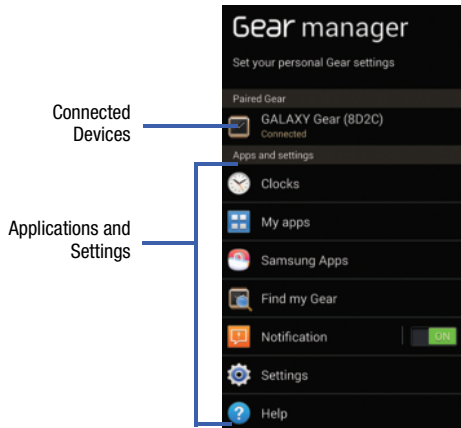 Gear manager
Set your personal Gear settings
Paired Gear
Connected
Devices
GALAXY Gear (8D2C)
Connected
Apps and settings
Applications and
Settings
Clocks
My apps
Samsung Apps
Find my Gear
Notification
ON
Settings
Help